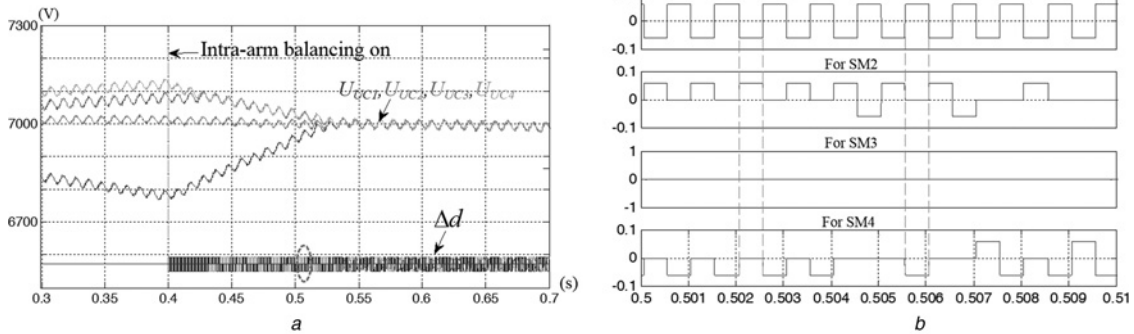 (V)
7300
7000
6700
Intra-arm balancing on
U_UC1, U_UC2, U_UC3, U_UC4
Δd
0.3 0.35 0.4 0.45 0.5 0.55 0.6 0.65 0.7
(s)
a
0
-0.1
For SM2
0.1
0
-0.1
For SM3
1
0
-1
For SM4
0.1
0
-0.1
0.5 0.501 0.502 0.503 0.504 0.505 0.506 0.507 0.508 0.509 0.51
b